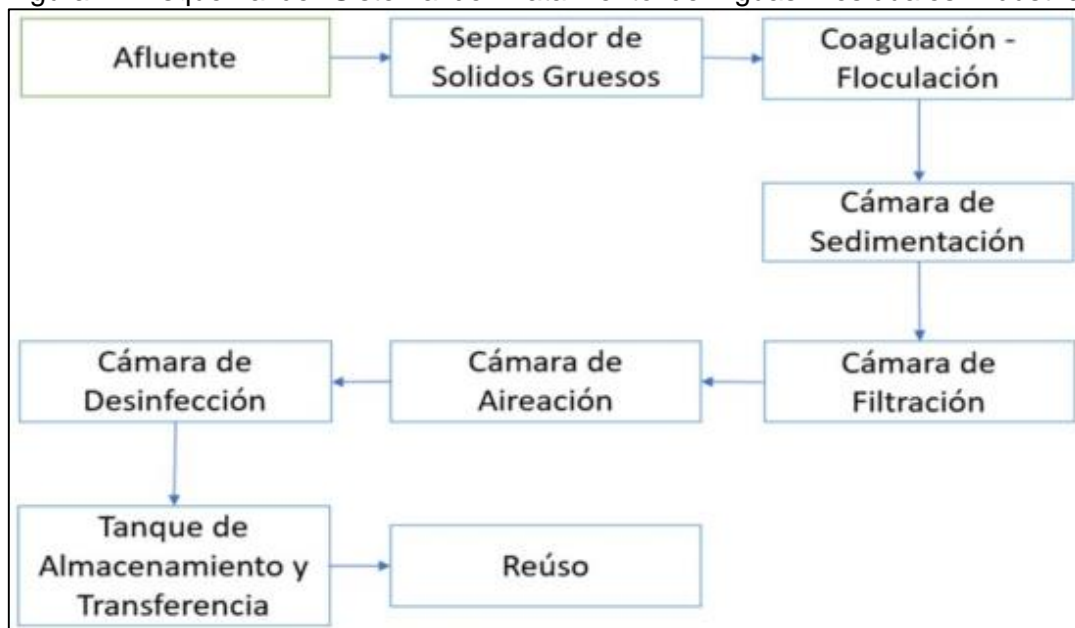 Afluente
Separador de
Solidos Gruesos
Coagulación -
Floculación
Cámara de
Sedimentación
Cámara de
Filtración
Cámara de
Aireación
Cámara de
Desinfección
Tanque de
Almacenamiento y
Transferencia
Reúso